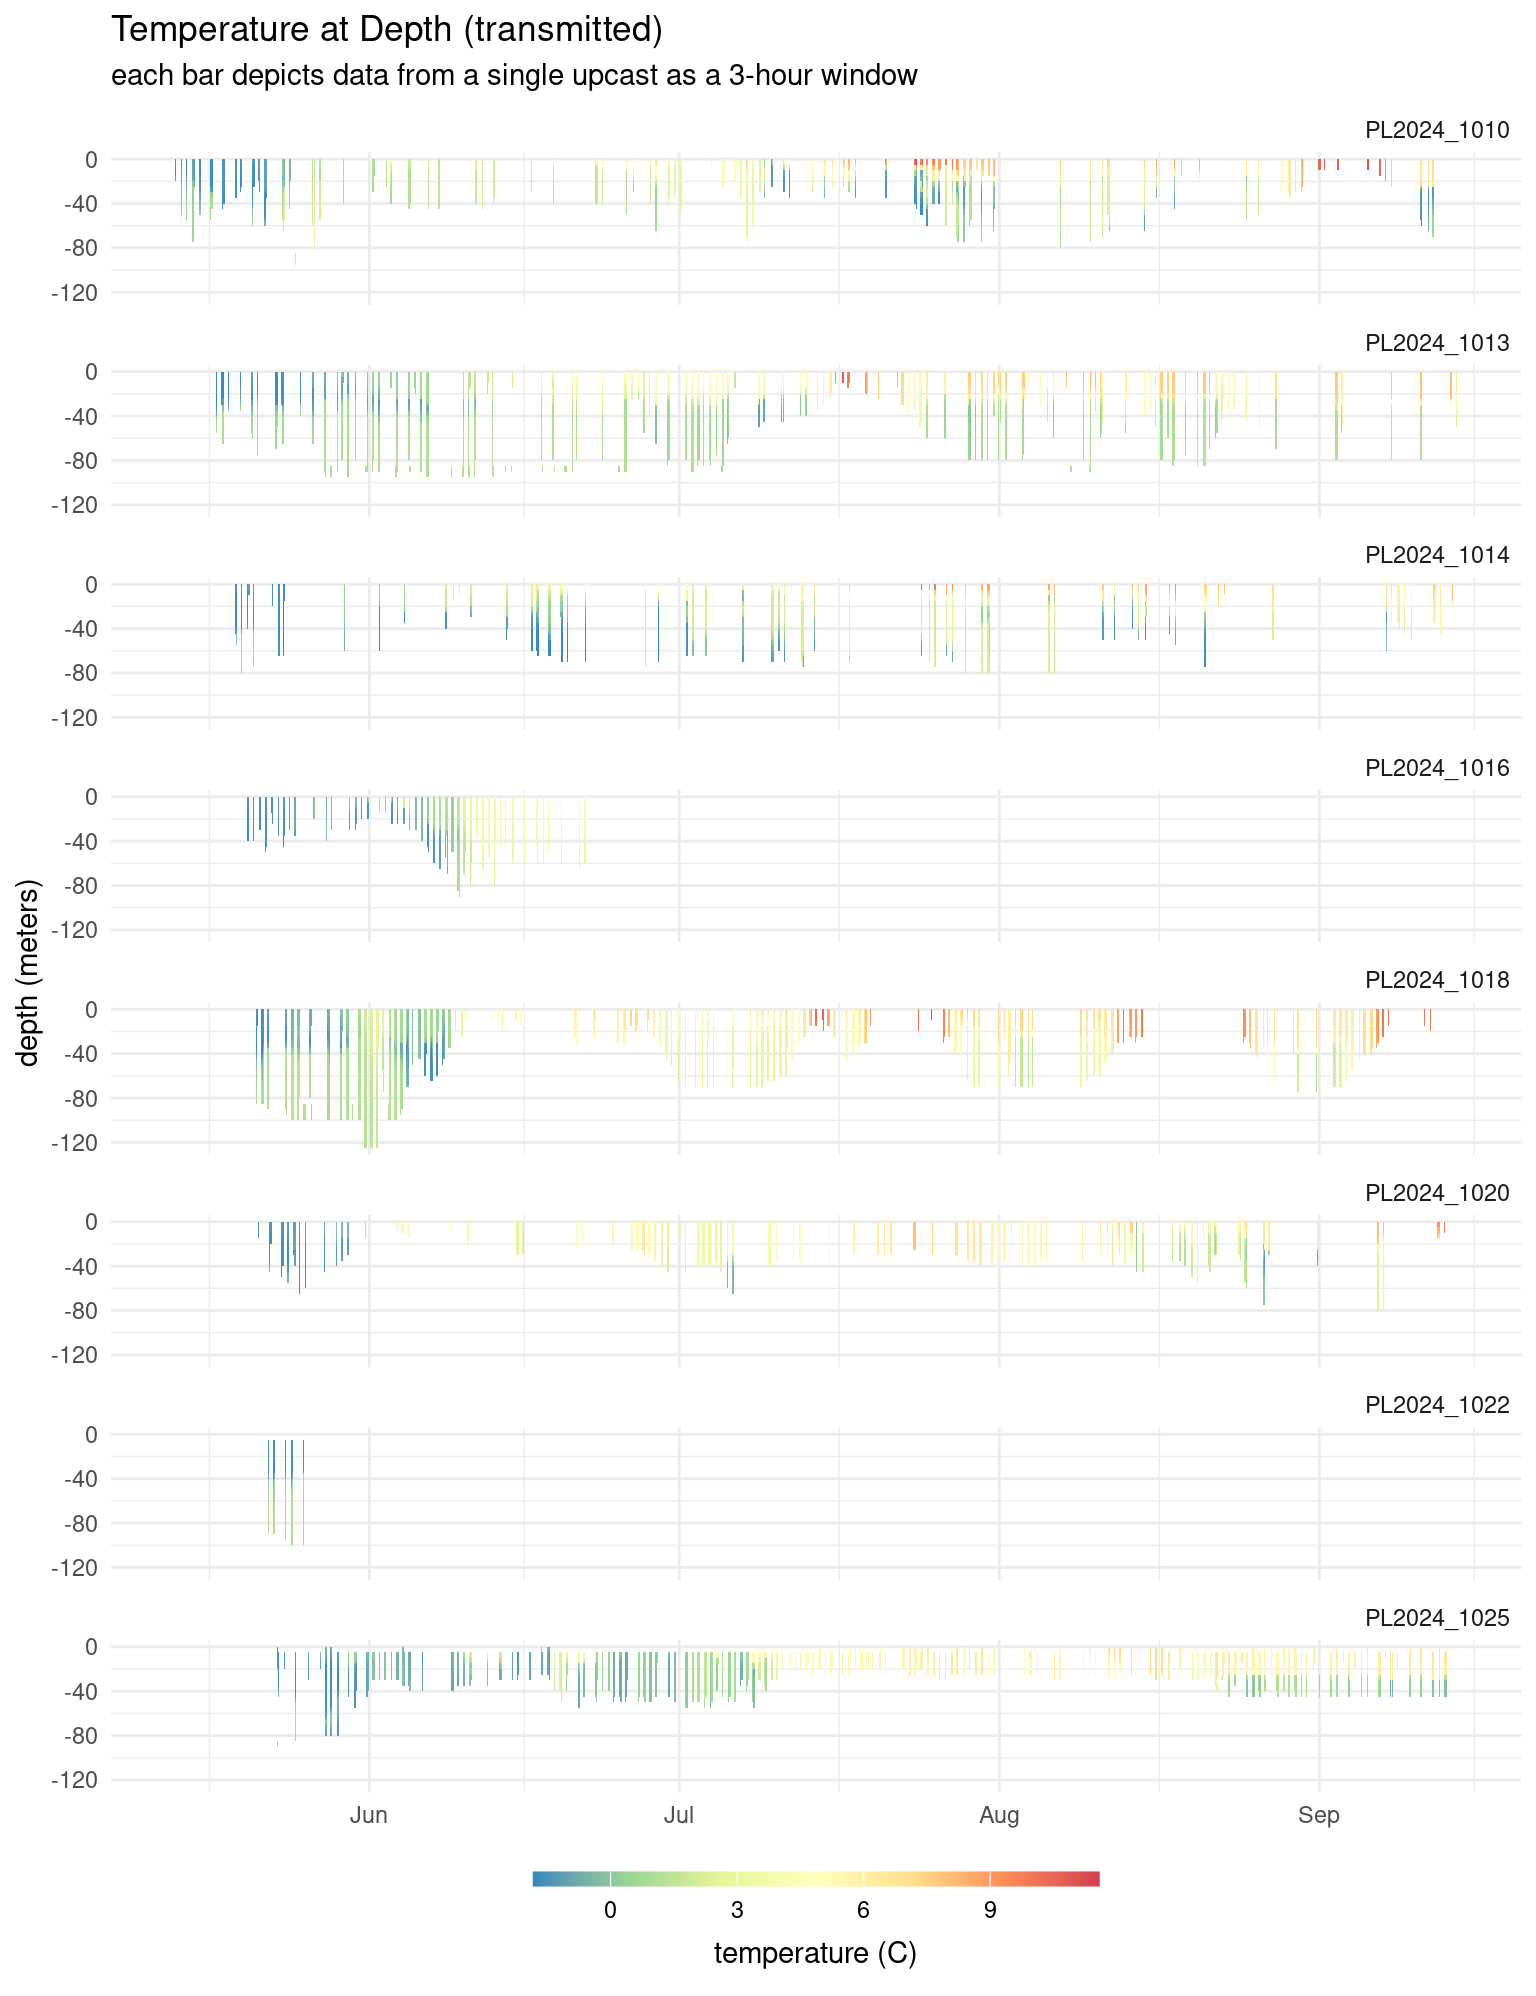 Temperature at Depth (transmitted)
each bar depicts data from a single upcast as a 3-hour window
PL2024_1010
0
-40
-80
-120
PL2024_1013
0
-40
-80
-120
PL2024_1014
0
-40
-80
-120
PL2024_1016
0
-40
-80
-120
depth (meters)
PL2024_1018
0
-40
-80
-120
PL2024_1020
0
-40
-80
-120
PL2024_1022
0
-40
-80
-120
PL2024_1025
0
-40
-80
-120
Jun Jul Aug Sep
0 3 6 9
temperature (C)